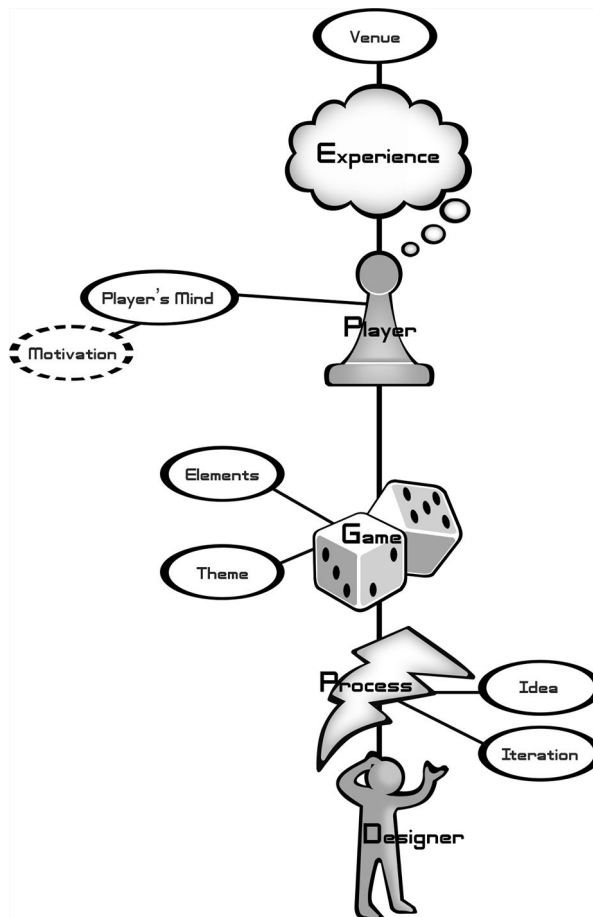 Venue
Experience
Player's Mind
Player
Motivation
Elements
Game
Theme
Process
Idea
Iteration
Designer